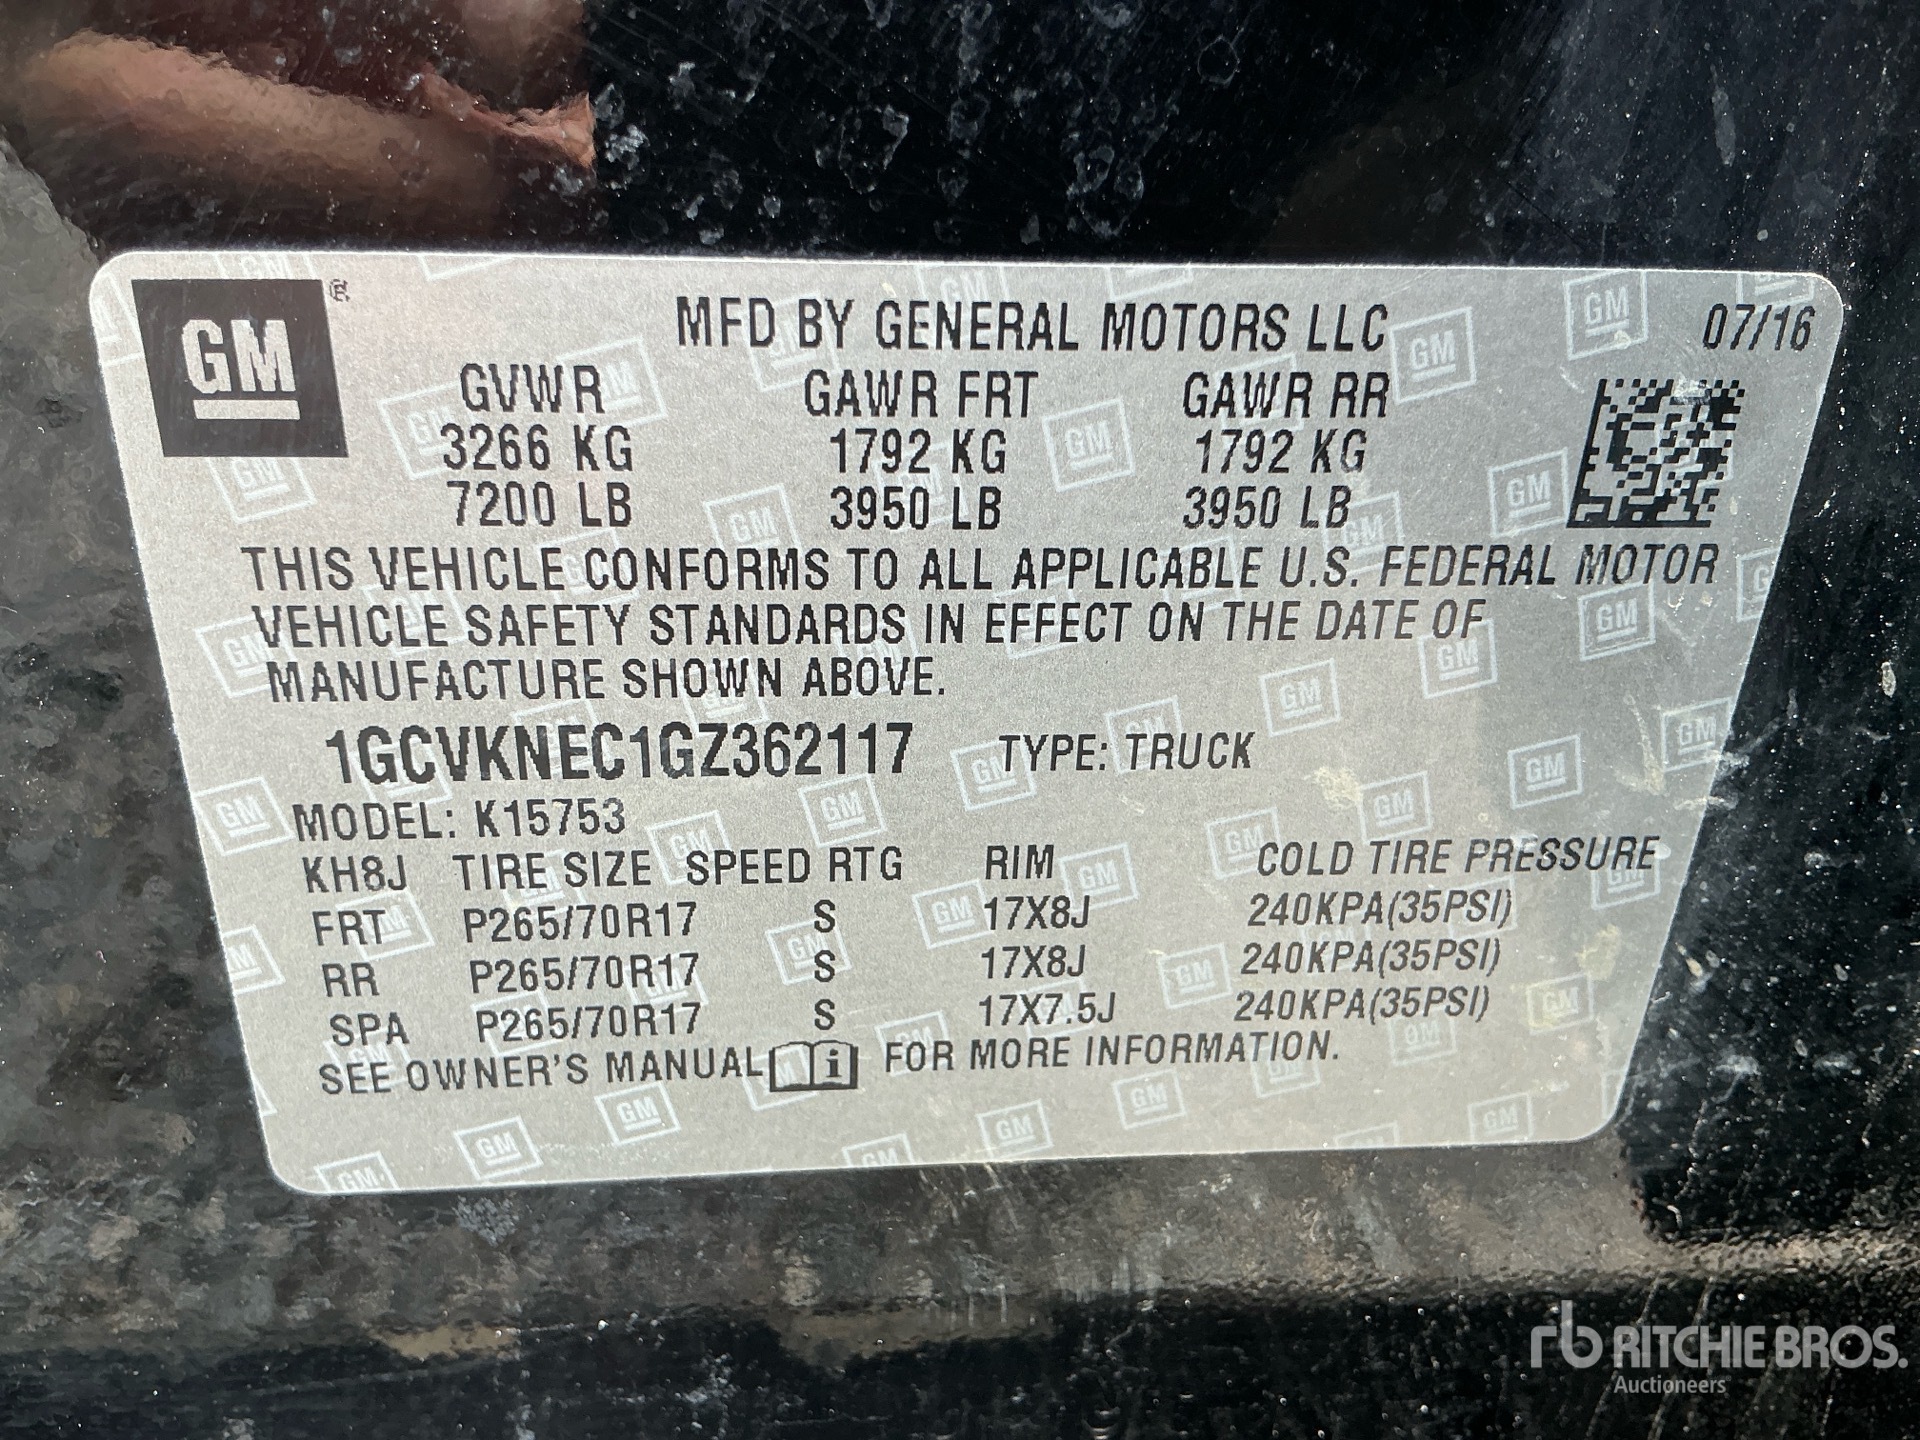 GM ®
MFD BY GENERAL MOTORS LLC 07/16
GVWR GAWR FRT GAWR RR
3266 KG 1792 KG 1792 KG
7200 LB 3950 LB 3950 LB
THIS VEHICLE CONFORMS TO ALL APPLICABLE U.S. FEDERAL MOTOR
VEHICLE SAFETY STANDARDS IN EFFECT ON THE DATE OF
MANUFACTURE SHOWN ABOVE.
1GCVKNEC1GZ362117 TYPE: TRUCK
MODEL: K15753
KH8J TIRE SIZE SPEED RTG RIM COLD TIRE PRESSURE
FRT P265/70R17 S 17X8J 240KPA(35PSI)
RR P265/70R17 S 17X8J 240KPA(35PSI)
SPA P265/70R17 S 17X7.5J 240KPA(35PSI)
SEE OWNER'S MANUAL i FOR MORE INFORMATION.
rb RITCHIE BROS.
Auctioneers